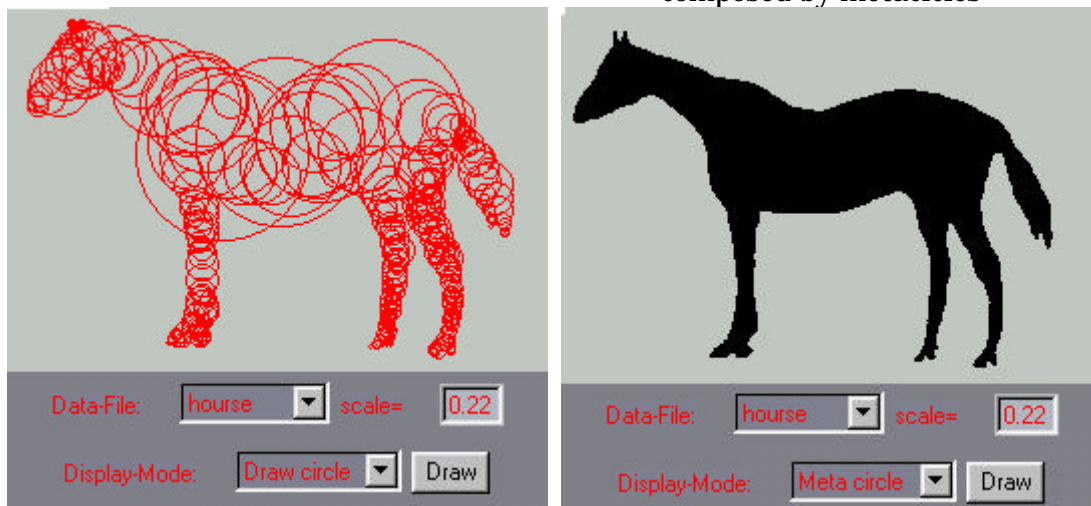 Data-File: hourse scale= 0.22
Display-Mode: Draw circle Draw
Data-File: hourse scale= 0.22
Display-Mode: Meta circle Draw